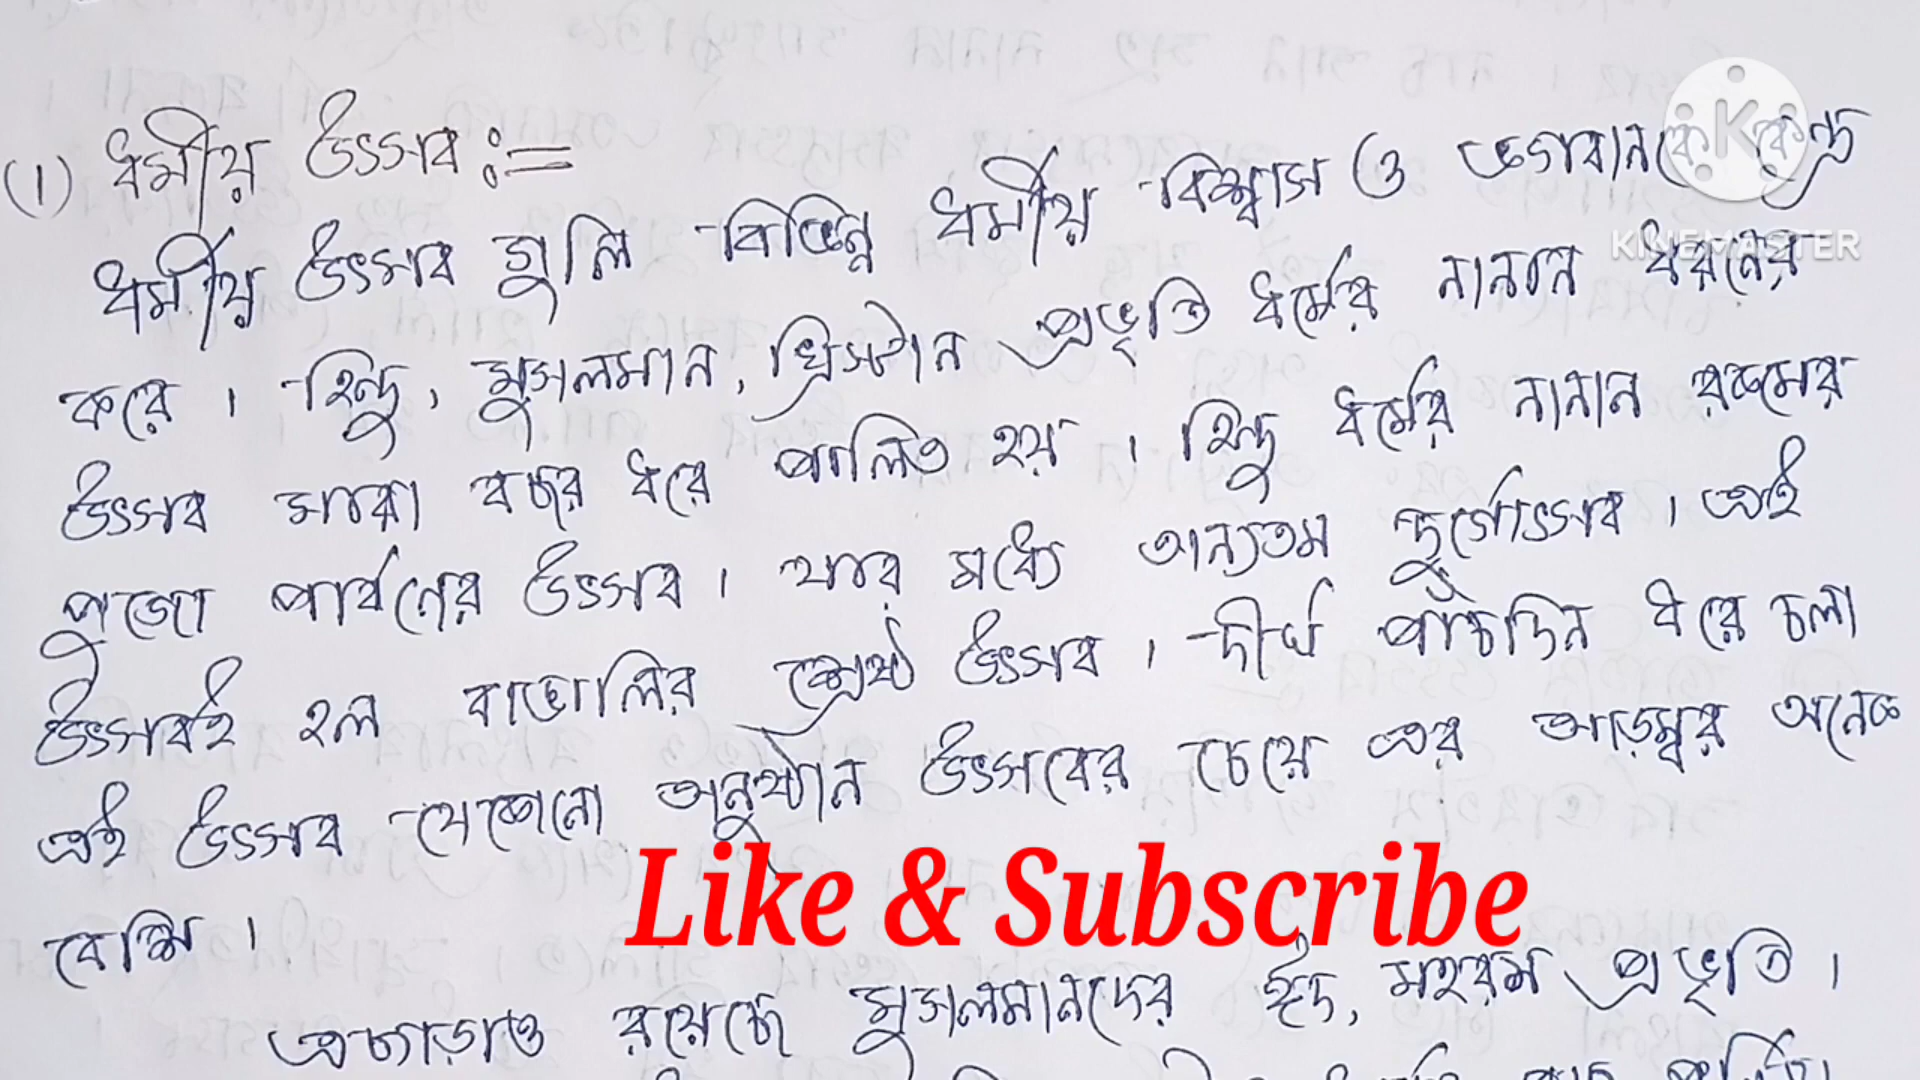 (1) ধর্মীয় উৎসব :=
ধর্মীয় উৎসব গুলি বিভিন্ন ধর্মীয় বিশ্বাস ও ভগবানকে কেন্দ্র
KINEMASTER
করে । হিন্দু, মুসলমান, খ্রিস্টান প্রভৃতি ধর্মের নানান ধরনের
উৎসব সারা বছর ধরে পালিত হয় । হিন্দু ধর্মের নানান রকমের
পুজো পার্বণের উৎসব । যার মধ্যে অন্যতম দুর্গোৎসব । এই
উৎসবই হল বাঙালির শ্রেষ্ঠ উৎসব । দীর্ঘ পাঁচদিন ধরে চলা
এই উৎসব যেকোনো অনুষ্ঠান উৎসবের চেয়ে এর আড়ম্বর অনেক
বেশি ।
Like & Subscribe
এছাড়াও রয়েছে মুসলমানদের ঈদ, মহরম প্রভৃতি ।